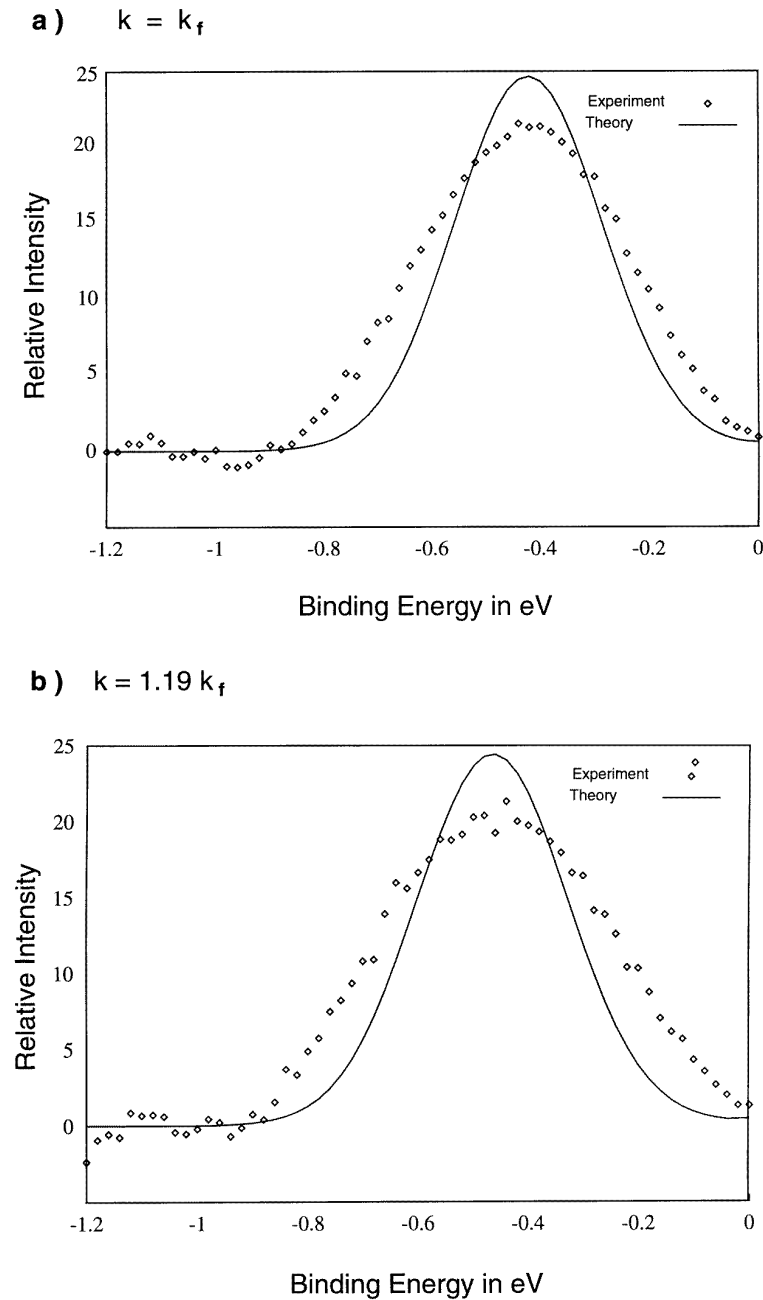 a) k = kf
25
20
15
10
5
0
Relative Intensity
Experiment
Theory
-1.2 -1 -0.8 -0.6 -0.4 -0.2 0
Binding Energy in eV
b) k = 1.19 kf
25
20
15
10
5
0
Relative Intensity
Experiment
Theory
-1.2 -1 -0.8 -0.6 -0.4 -0.2 0
Binding Energy in eV